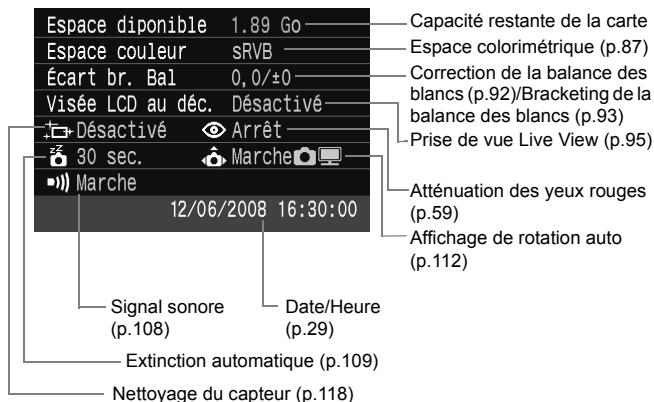 Espace diponible 1.89 Go
Espace couleur sRVB
Écart br. Bal 0,0/±0
Visée LCD au déc. Désactivé
Désactivé Arrêt
30 sec. Marche
Marche
12/06/2008 16:30:00
Capacité restante de la carte
Espace colorimétrique (p.87)
Correction de la balance des
blancs (p.92)/Bracketing de la
balance des blancs (p.93)
Prise de vue Live View (p.95)
Atténuation des yeux rouges
(p.59)
Affichage de rotation auto
(p.112)
Signal sonore
(p.108)
Date/Heure
(p.29)
Extinction automatique (p.109)
Nettoyage du capteur (p.118)